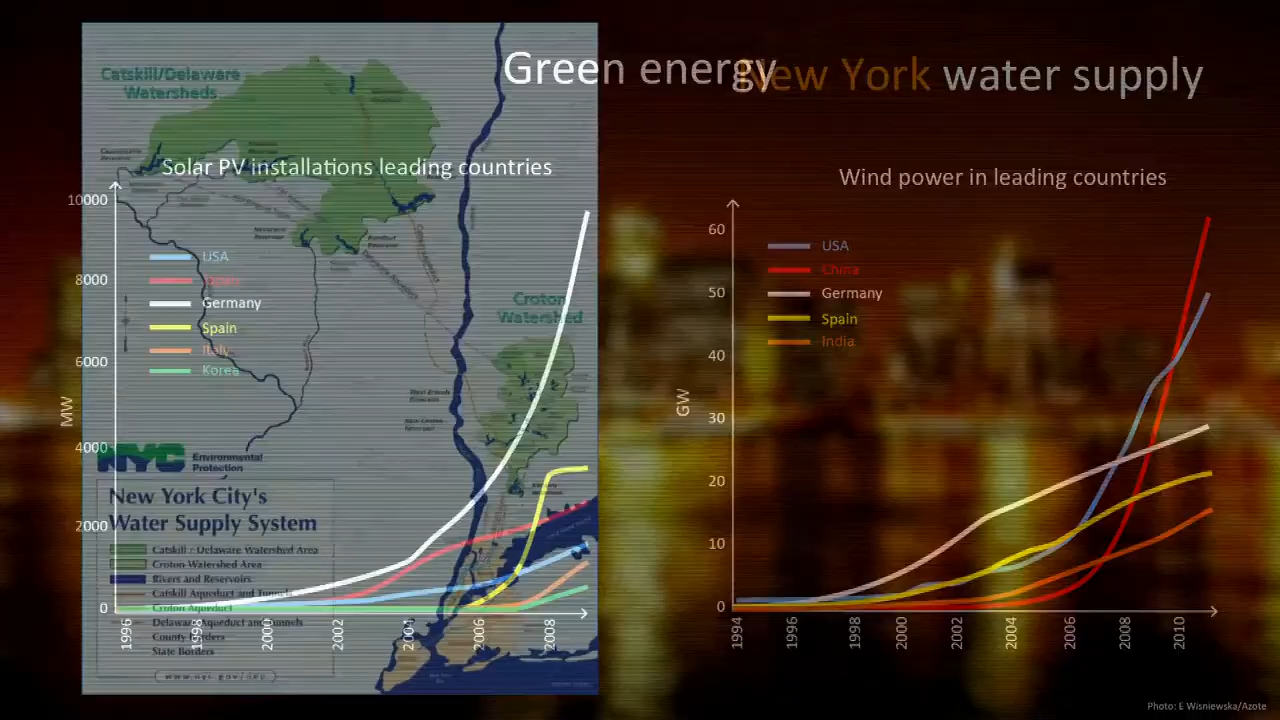 Green energy
New York water supply
Catskill/Delaware
Watersheds
Solar PV installations leading countries
Wind power in leading countries
10000
8000
6000
4000
2000
0
MW
USA
Germany
Spain
Italy
Korea
1996
1998
2000
2002
2004
2006
2008
Croton
Watershed
NYC
Environmental
Protection
New York City's
Water Supply System
Catskill / Delaware Watershed Area
Croton Watershed Area
Rivers and Reservoirs
Catskill Aqueduct and Tunnels
Croton Aqueduct
Delaware Aqueduct and Tunnels
County Borders
State Borders
60
50
40
30
20
10
0
GW
USA
China
Germany
Spain
India
1994
1996
1998
2000
2002
2004
2006
2008
2010
Photo: E Wisniewska/Azote